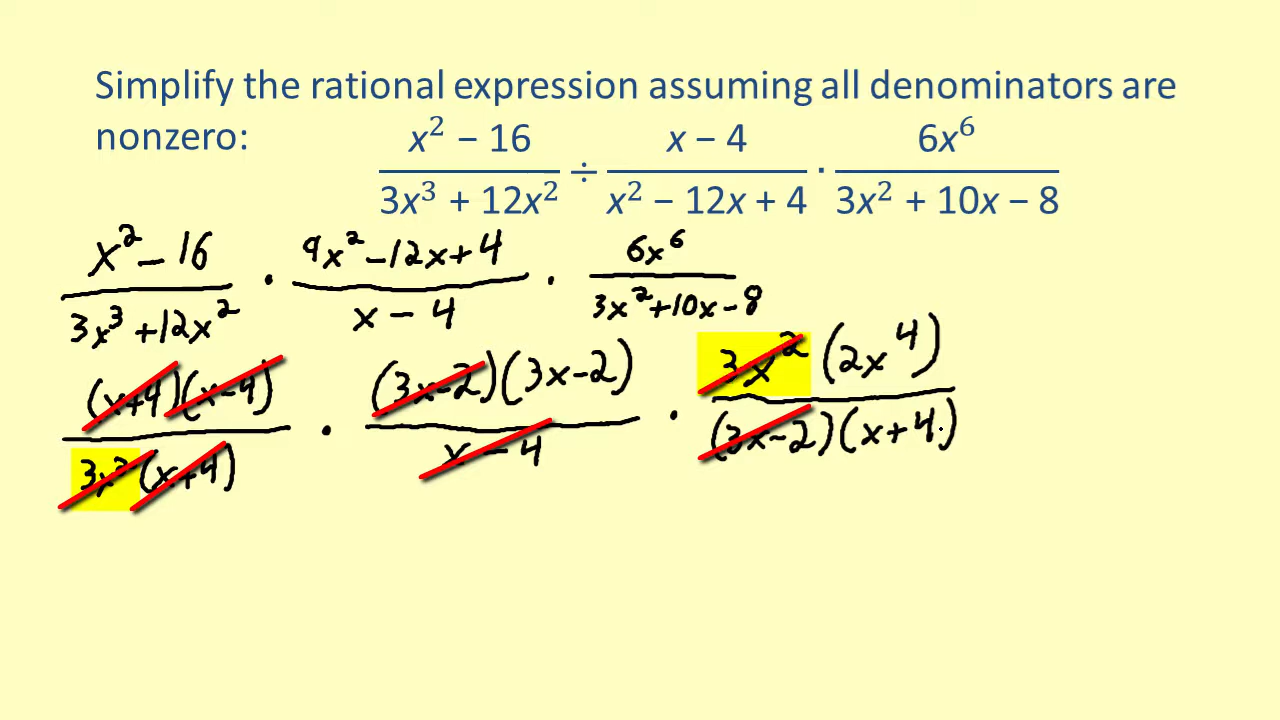 Simplify the rational expression assuming all denominators are
nonzero: (x² − 16)/(3x³ + 12x²) ÷ (x − 4)/(x² − 12x + 4) · (6x⁶)/(3x² + 10x − 8)
(x² − 16)/(3x³ + 12x²) · (9x² − 12x + 4)/(x − 4) · (6x⁶)/(3x² + 10x − 8)
(x+4)(x−4)/3x²(x+4) · (3x−2)(3x−2)/x − 4 · 3x²(2x⁴)/(3x−2)(x+4)